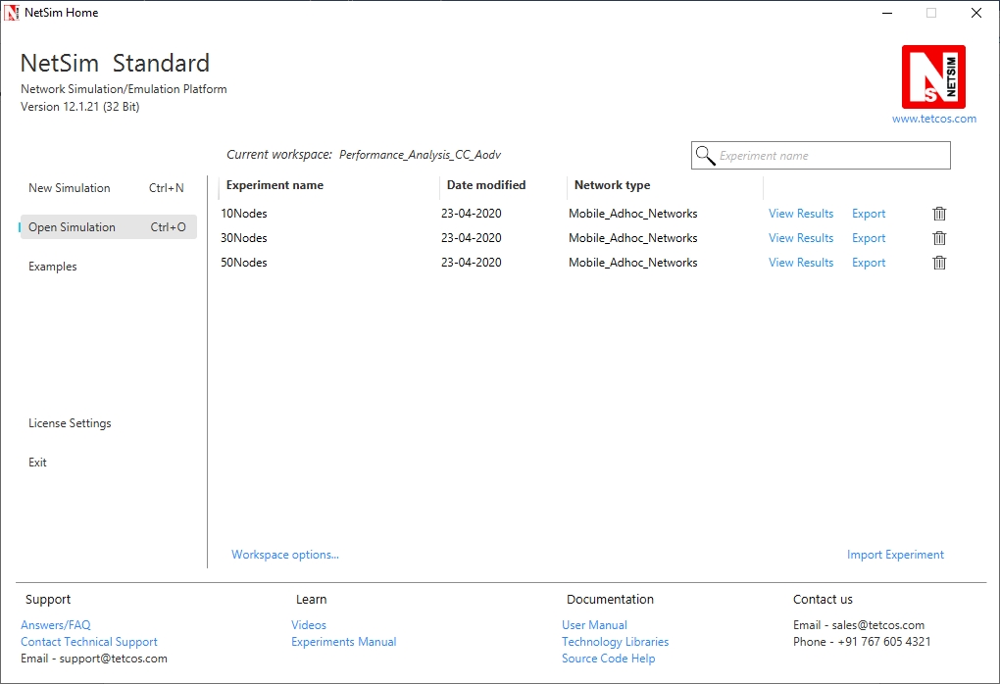 NetSim Home
NetSim Standard
Network Simulation/Emulation Platform
Version 12.1.21 (32 Bit)
NS NETSIM
www.tetcos.com
Current workspace: Performance_Analysis_CC_Aodv
Experiment name
New Simulation Ctrl+N
Open Simulation Ctrl+O
Examples
License Settings
Exit
Experiment name Date modified Network type
10Nodes 23-04-2020 Mobile_Adhoc_Networks View Results Export
30Nodes 23-04-2020 Mobile_Adhoc_Networks View Results Export
50Nodes 23-04-2020 Mobile_Adhoc_Networks View Results Export
Workspace options... Import Experiment
Support
Answers/FAQ
Contact Technical Support
Email - support@tetcos.com
Learn
Videos
Experiments Manual
Documentation
User Manual
Technology Libraries
Source Code Help
Contact us
Email - sales@tetcos.com
Phone - +91 767 605 4321